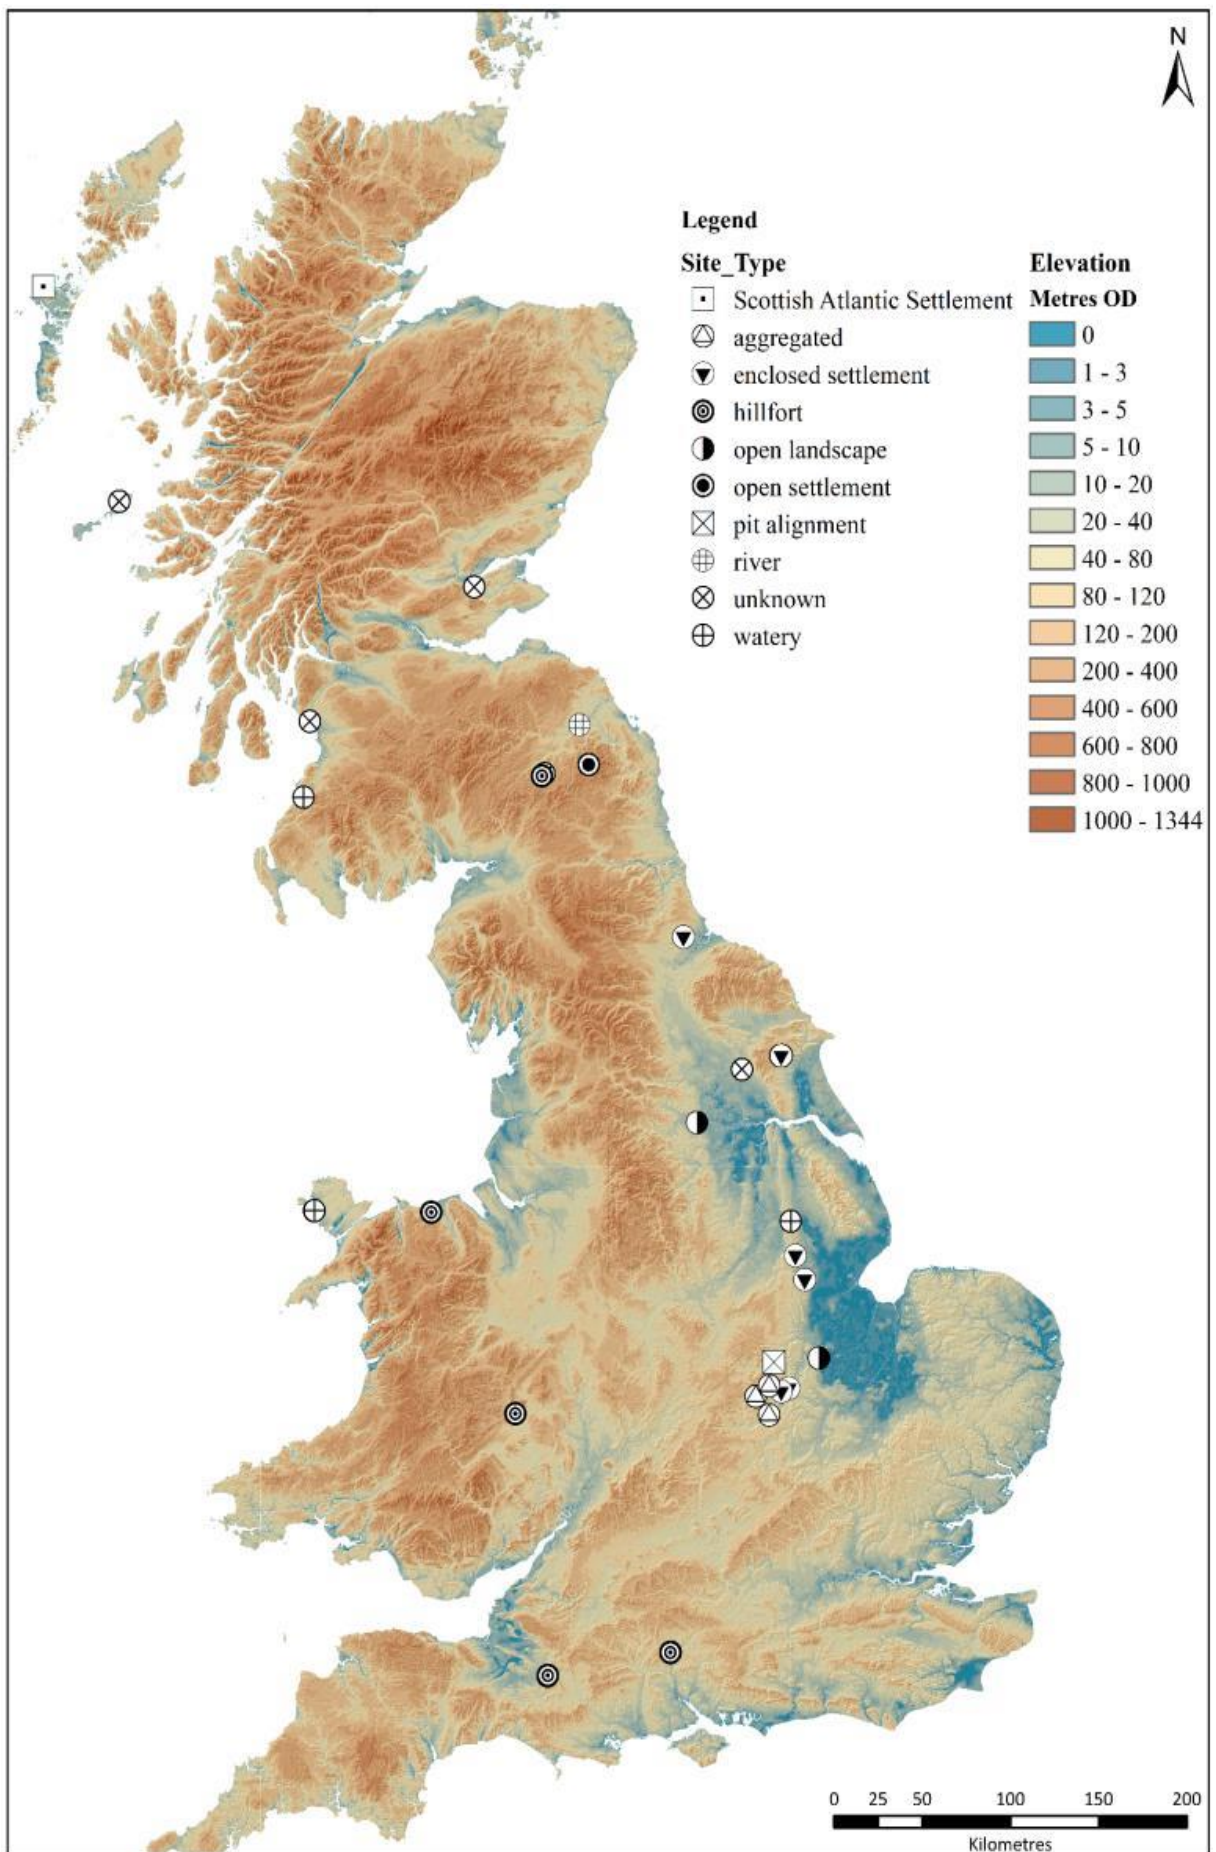 N
Legend
Site_Type
Scottish Atlantic Settlement
aggregated
enclosed settlement
hillfort
open landscape
open settlement
pit alignment
river
unknown
watery
Elevation
Metres OD
0
1 - 3
3 - 5
5 - 10
10 - 20
20 - 40
40 - 80
80 - 120
120 - 200
200 - 400
400 - 600
600 - 800
800 - 1000
1000 - 1344
0 25 50 100 150 200
Kilometres